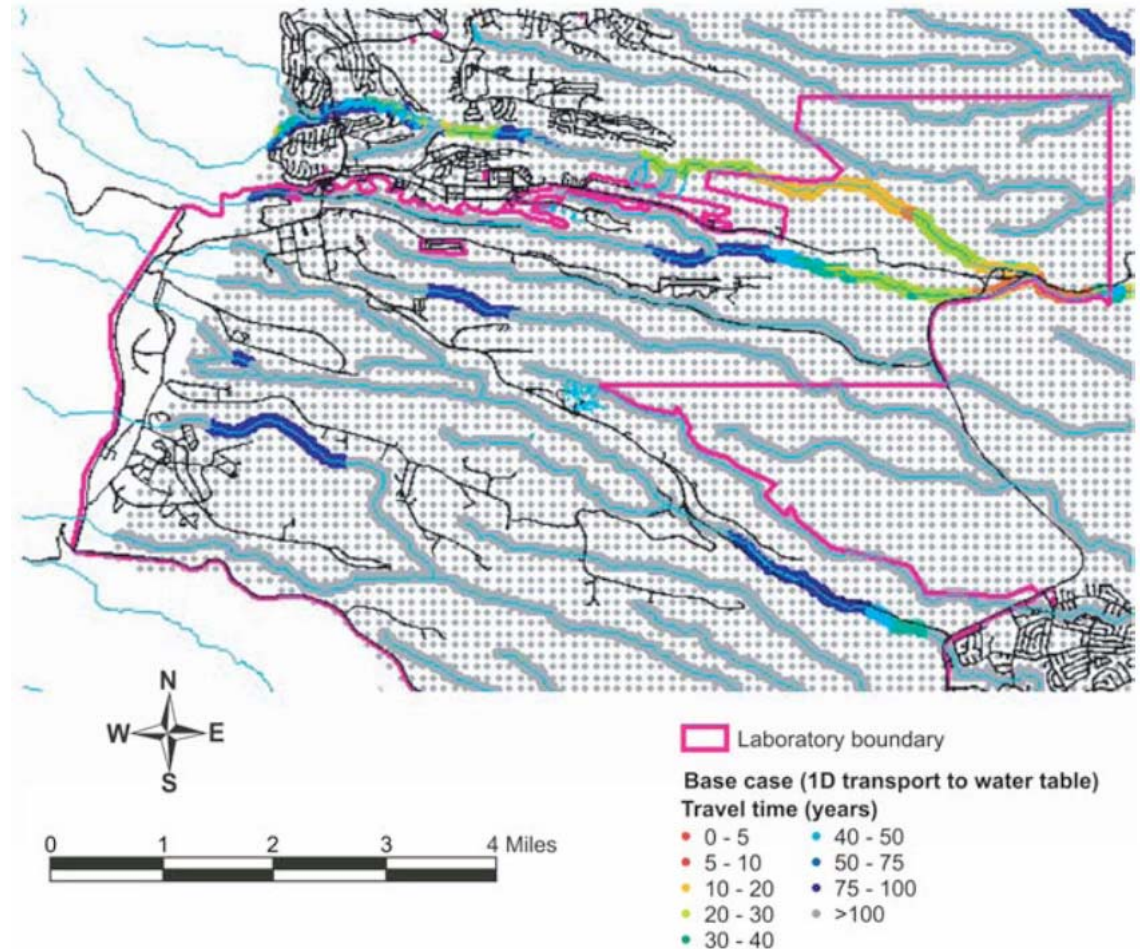 N
W E
S
0 1 2 3 4 Miles
Laboratory boundary
Base case (1D transport to water table)
Travel time (years)
0 - 5
5 - 10
10 - 20
20 - 30
30 - 40
40 - 50
50 - 75
75 - 100
>100